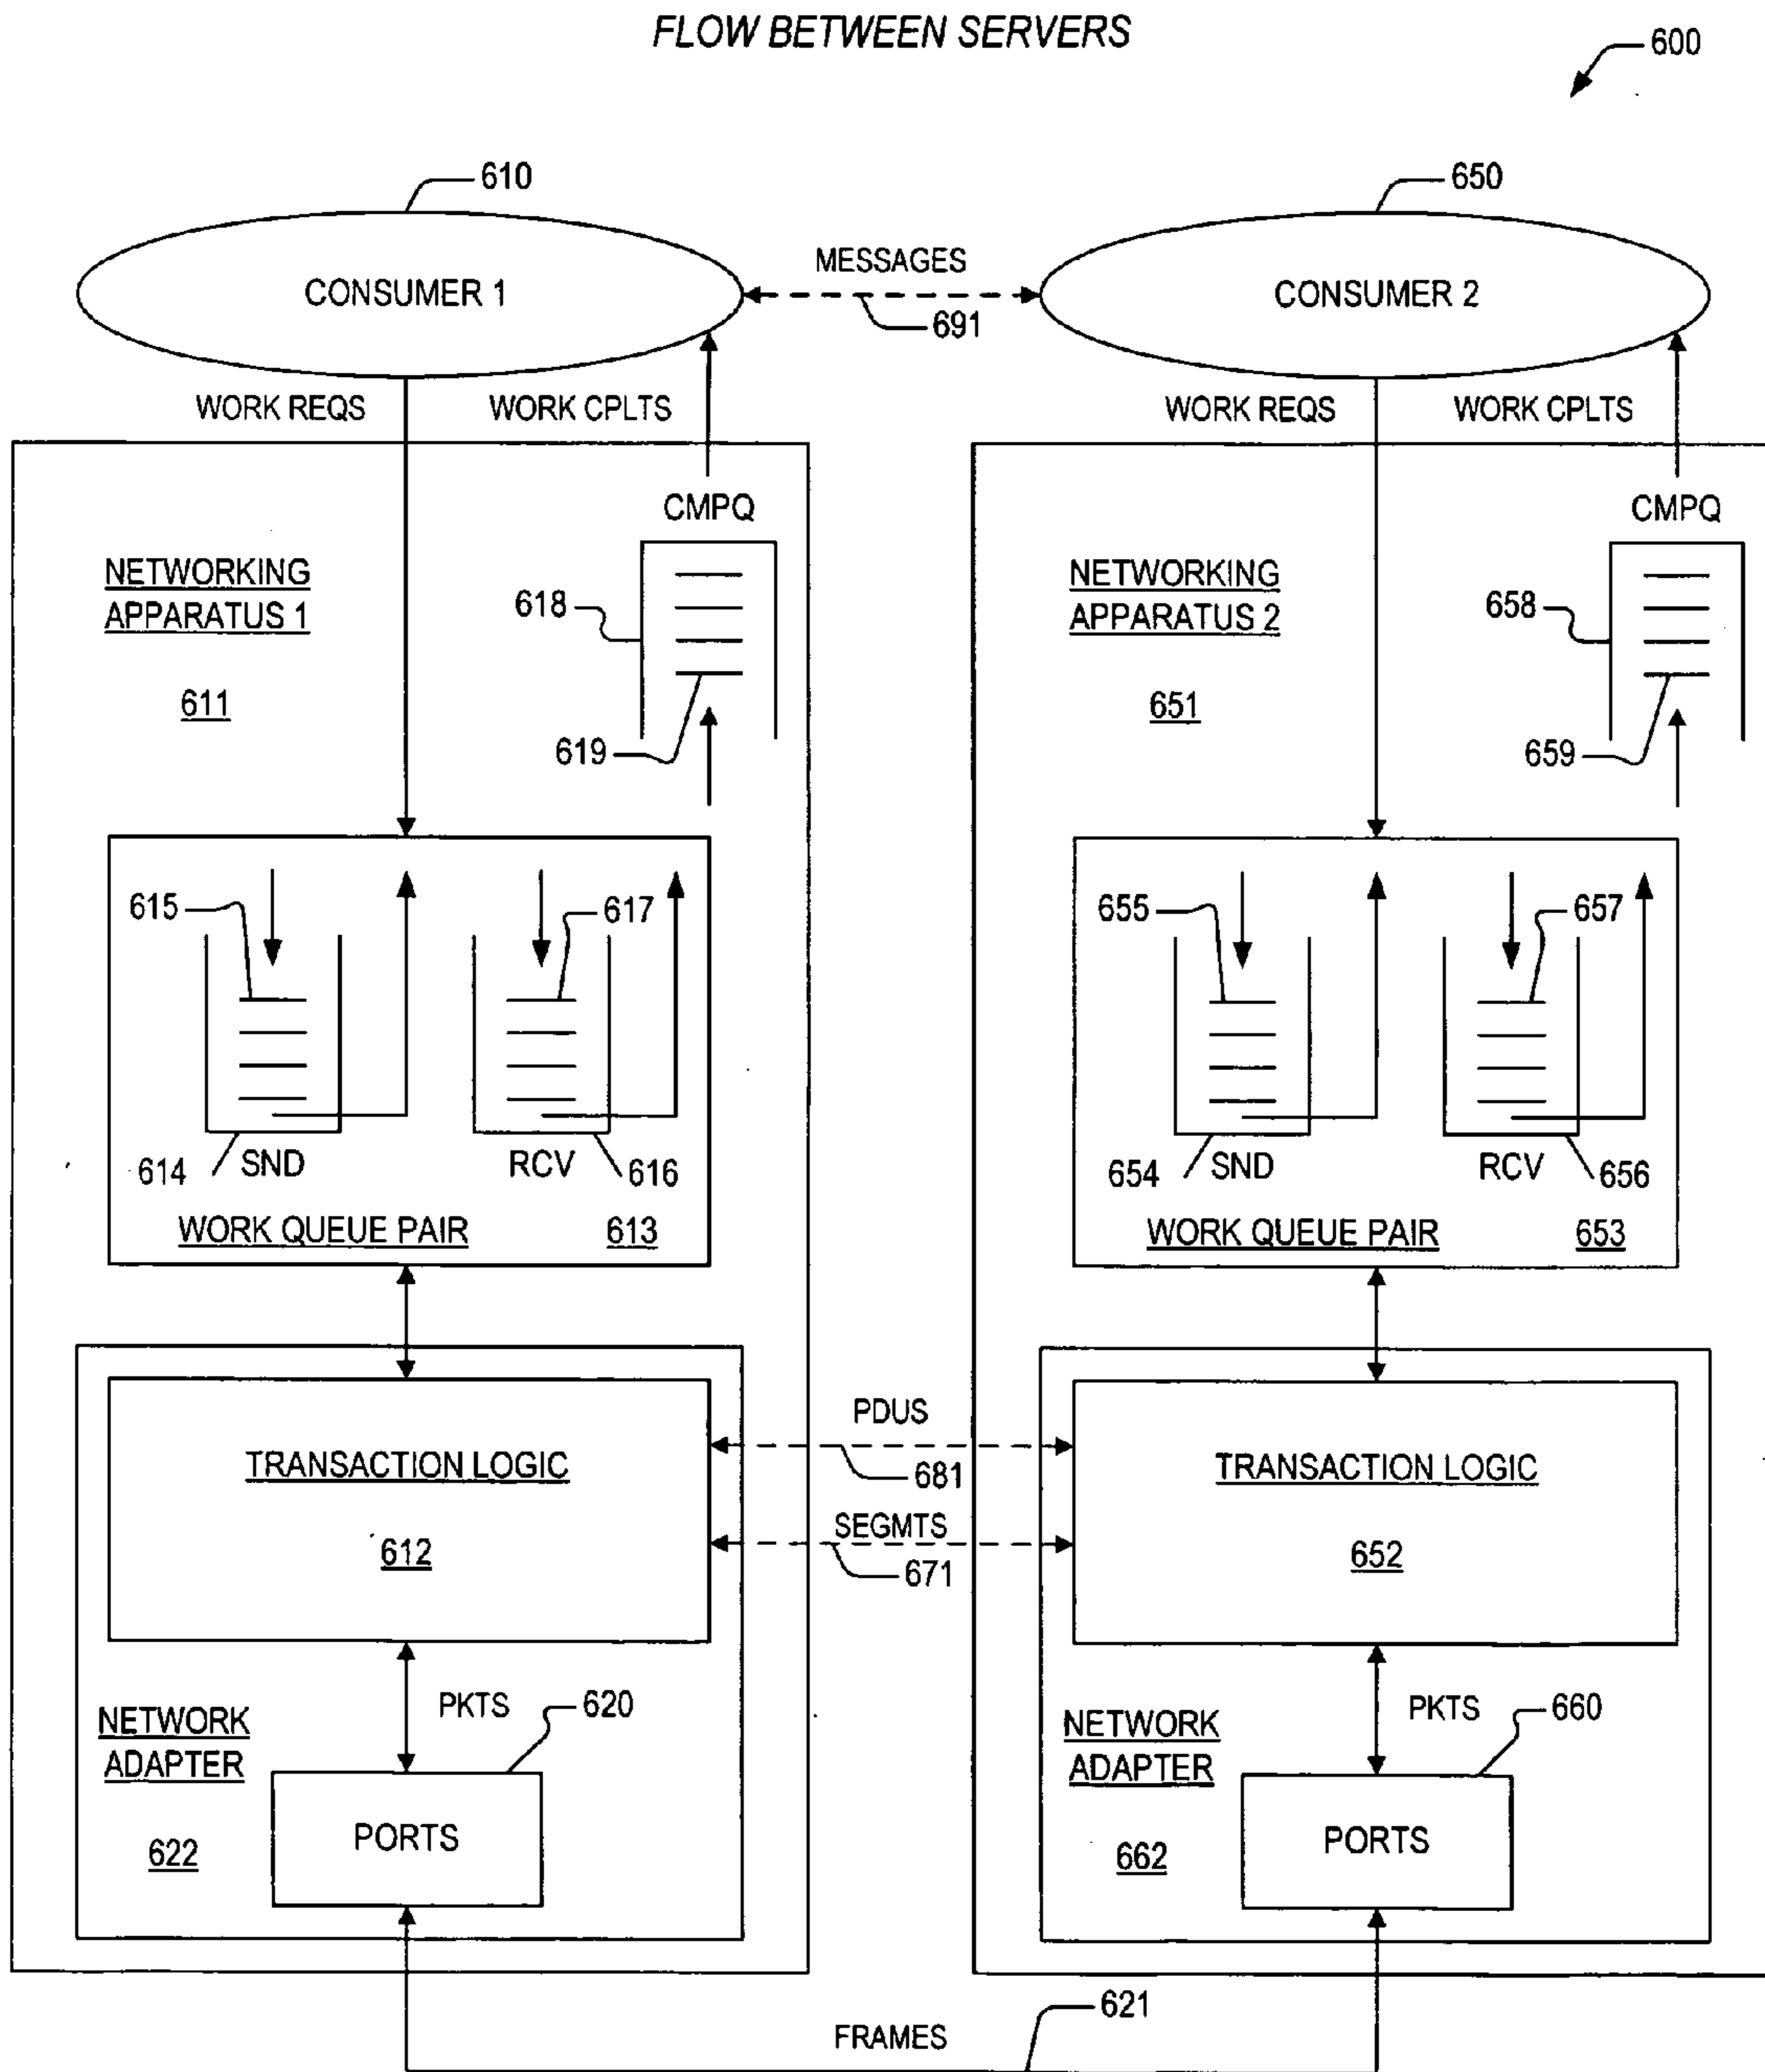 FLOW BETWEEN SERVERS
600
610
650
CONSUMER 1
MESSAGES
691
CONSUMER 2
WORK REQS
WORK CPLTS
WORK REQS
WORK CPLTS
CMPQ
CMPQ
NETWORKING
APPARATUS 1
611
618
619
NETWORKING
APPARATUS 2
651
658
659
615
617
655
657
614
SND
RCV
616
654
SND
RCV
656
WORK QUEUE PAIR
613
WORK QUEUE PAIR
653
TRANSACTION LOGIC
612
PDUS
681
SEGMTS
671
TRANSACTION LOGIC
652
PKTS
620
NETWORK
ADAPTER
622
PORTS
PKTS
660
NETWORK
ADAPTER
662
PORTS
FRAMES
621